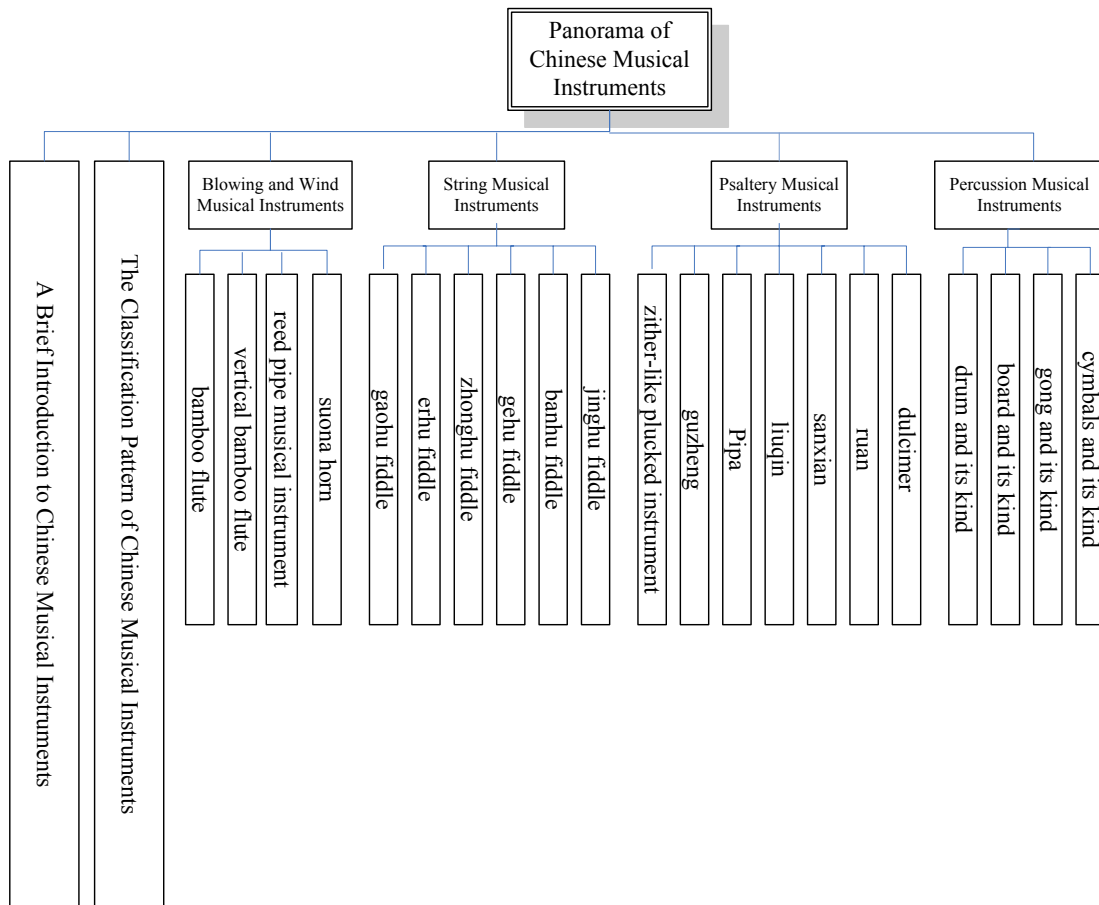 Panorama of
Chinese Musical
Instruments
A Brief Introduction to Chinese Musical Instruments
The Classification Pattern of Chinese Musical Instruments
Blowing and Wind
Musical Instruments
bamboo flute
vertical bamboo flute
reed pipe musical instrument
suona horn
String Musical
Instruments
gaohu fiddle
erhu fiddle
zhonghu fiddle
gehu fiddle
banhu fiddle
jinghu fiddle
Psaltery Musical
Instruments
zither-like plucked instrument
guzheng
Pipa
liuqin
sanxian
ruan
dulcimer
Percussion Musical
Instruments
drum and its kind
board and its kind
gong and its kind
cymbals and its kind